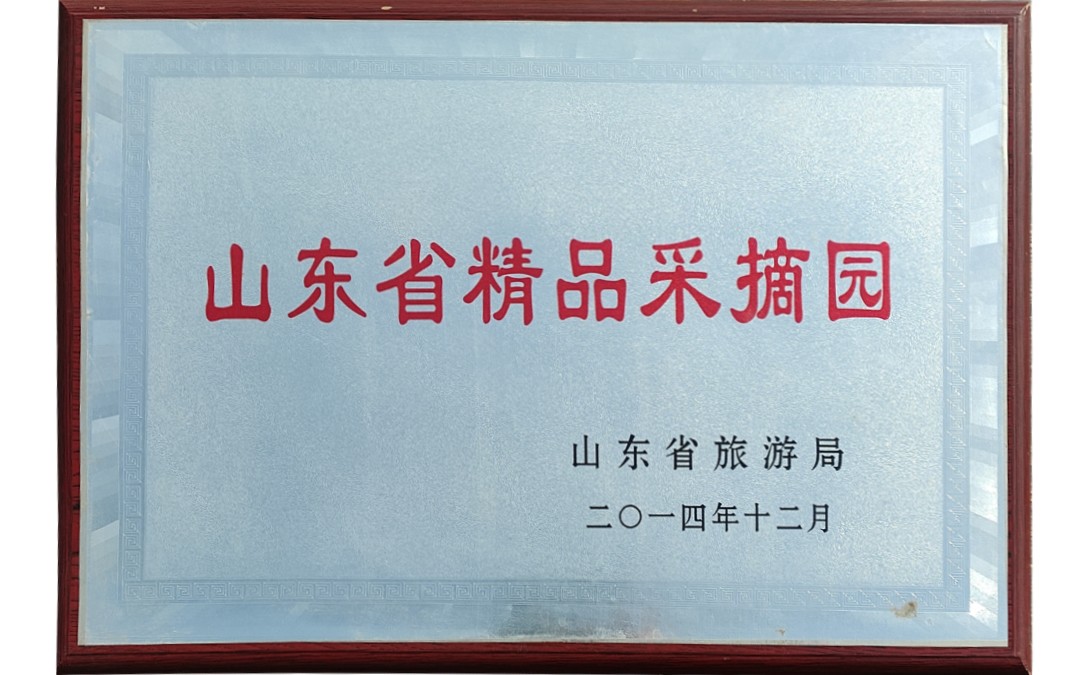 山东省精品采摘园
山东省旅游局
二〇一四年十二月